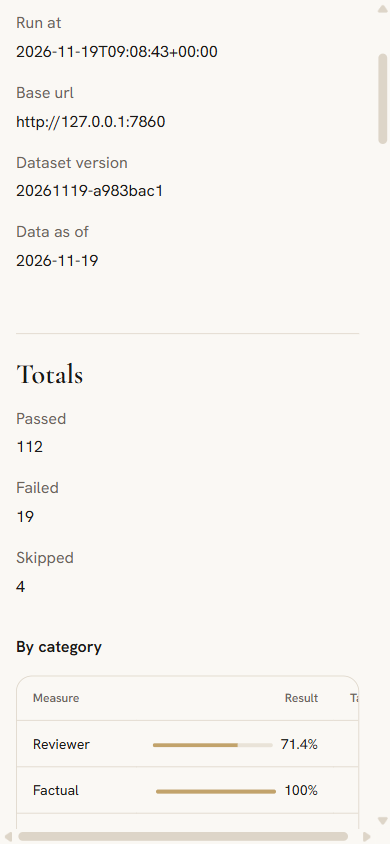 Run at
2026-11-19T09:08:43+00:00
Base url
http://127.0.0.1:7860
Dataset version
20261119-a983bac1
Data as of
2026-11-19
Totals
Passed
112
Failed
19
Skipped
4
By category
Measure Result
Reviewer 71.4%
Factual 100%